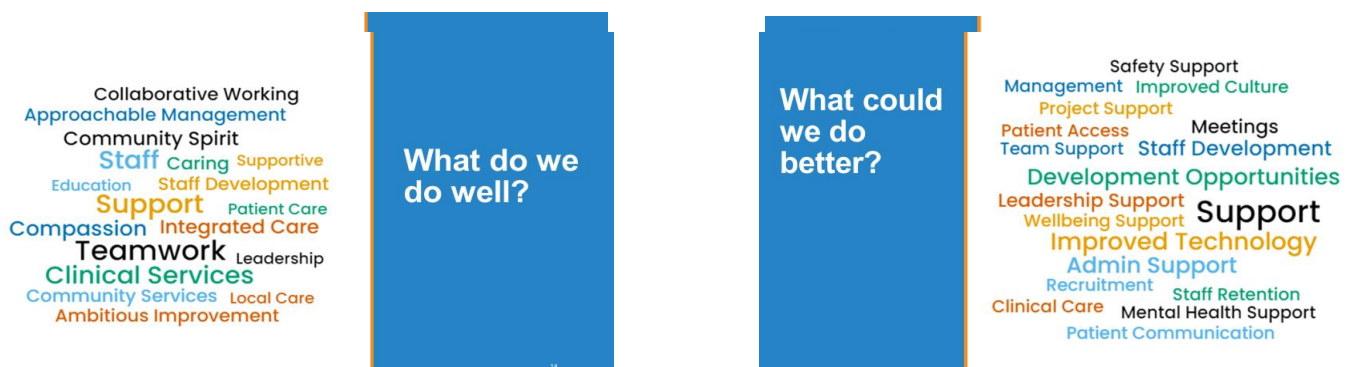 Collaborative Working
Approachable Management
Community Spirit
Staff Caring Supportive
Education Staff Development
Support Patient Care
Compassion Integrated Care
Teamwork Leadership
Clinical Services
Community Services Local Care
Ambitious Improvement
What do we
do well?
What could
we do
better?
Safety Support
Management Improved Culture
Project Support
Patient Access Meetings
Team Support Staff Development
Development Opportunities
Leadership Support
Wellbeing Support Support
Improved Technology
Admin Support
Recruitment
Staff Retention
Clinical Care Mental Health Support
Patient Communication